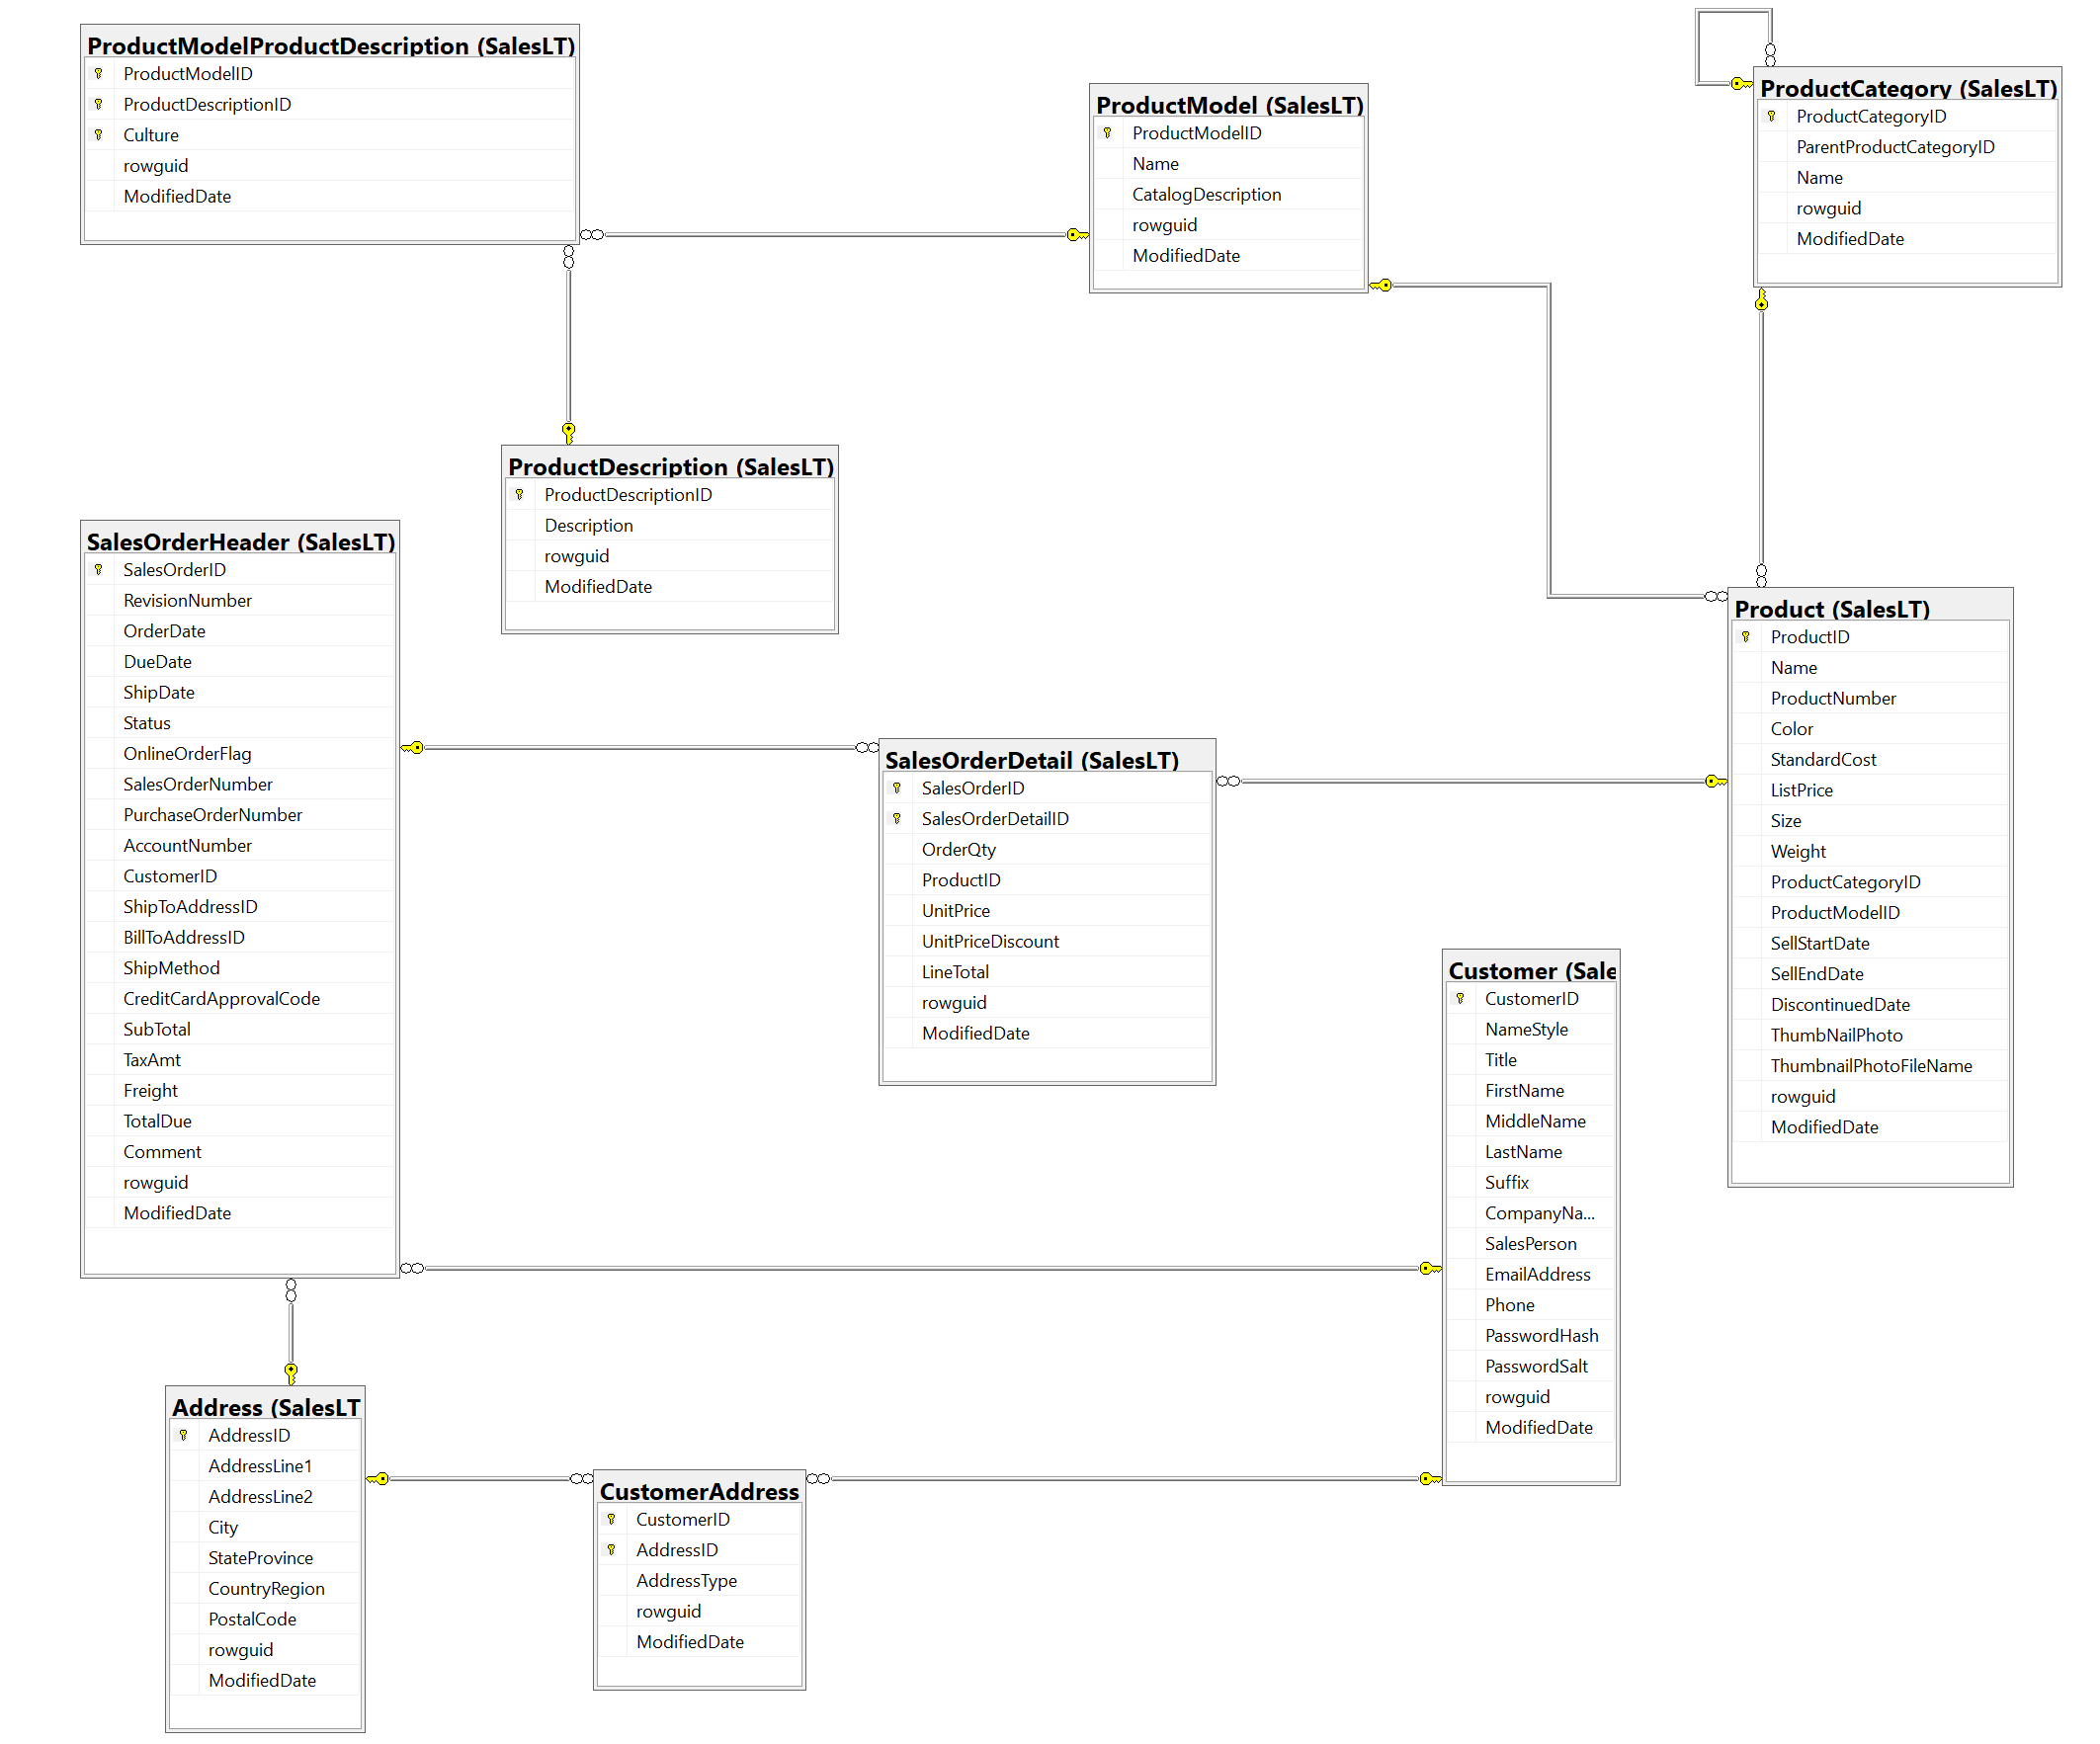 ProductModelProductDescription (SalesLT)
ProductModelID
ProductDescriptionID
Culture
rowguid
ModifiedDate
ProductModel (SalesLT)
ProductModelID
Name
CatalogDescription
rowguid
ModifiedDate
ProductCategory (SalesLT)
ProductCategoryID
ParentProductCategoryID
Name
rowguid
ModifiedDate
ProductDescription (SalesLT)
ProductDescriptionID
Description
rowguid
ModifiedDate
SalesOrderHeader (SalesLT)
SalesOrderID
RevisionNumber
OrderDate
DueDate
ShipDate
Status
OnlineOrderFlag
SalesOrderNumber
PurchaseOrderNumber
AccountNumber
CustomerID
ShipToAddressID
BillToAddressID
ShipMethod
CreditCardApprovalCode
SubTotal
TaxAmt
Freight
TotalDue
Comment
rowguid
ModifiedDate
SalesOrderDetail (SalesLT)
SalesOrderID
SalesOrderDetailID
OrderQty
ProductID
UnitPrice
UnitPriceDiscount
LineTotal
rowguid
ModifiedDate
Product (SalesLT)
ProductID
Name
ProductNumber
Color
StandardCost
ListPrice
Size
Weight
ProductCategoryID
ProductModelID
SellStartDate
SellEndDate
DiscontinuedDate
ThumbNailPhoto
ThumbnailPhotoFileName
rowguid
ModifiedDate
Customer (Sale
CustomerID
NameStyle
Title
FirstName
MiddleName
LastName
Suffix
CompanyNa...
SalesPerson
EmailAddress
Phone
PasswordHash
PasswordSalt
rowguid
ModifiedDate
Address (SalesLT
AddressID
AddressLine1
AddressLine2
City
StateProvince
CountryRegion
PostalCode
rowguid
ModifiedDate
CustomerAddress
CustomerID
AddressID
AddressType
rowguid
ModifiedDate